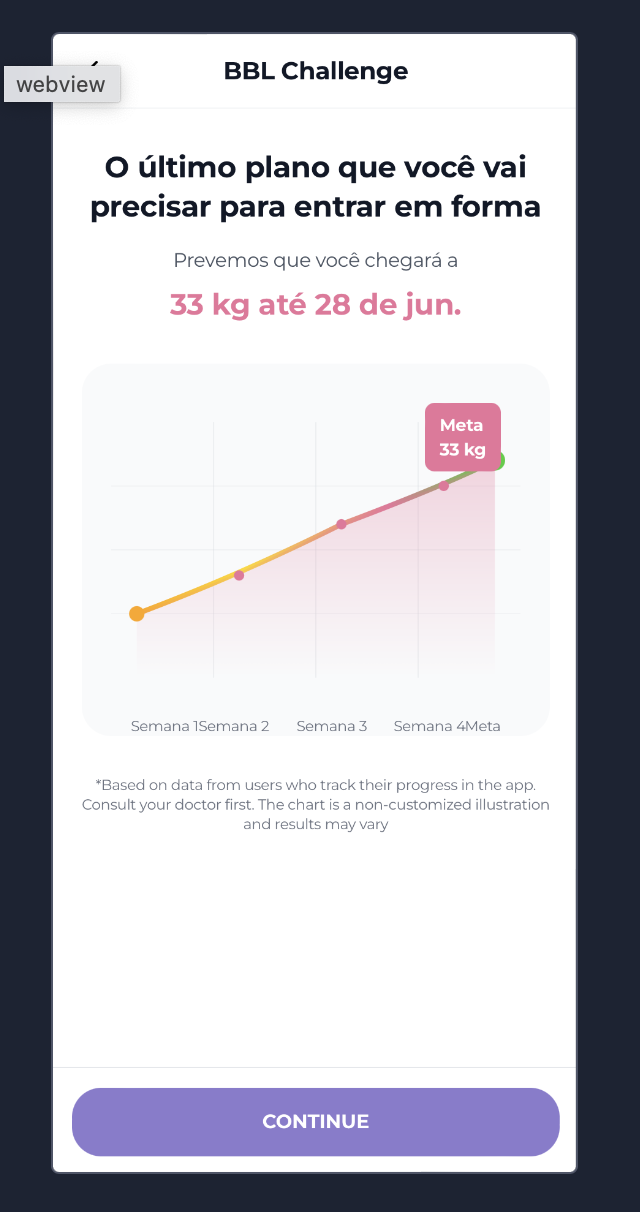 BBL Challenge
webview
O último plano que você vai
precisar para entrar em forma
Prevemos que você chegará a
33 kg até 28 de jun.
Meta
33 kg
Semana 1Semana 2 Semana 3 Semana 4Meta
*Based on data from users who track their progress in the app.
Consult your doctor first. The chart is a non-customized illustration
and results may vary
CONTINUE